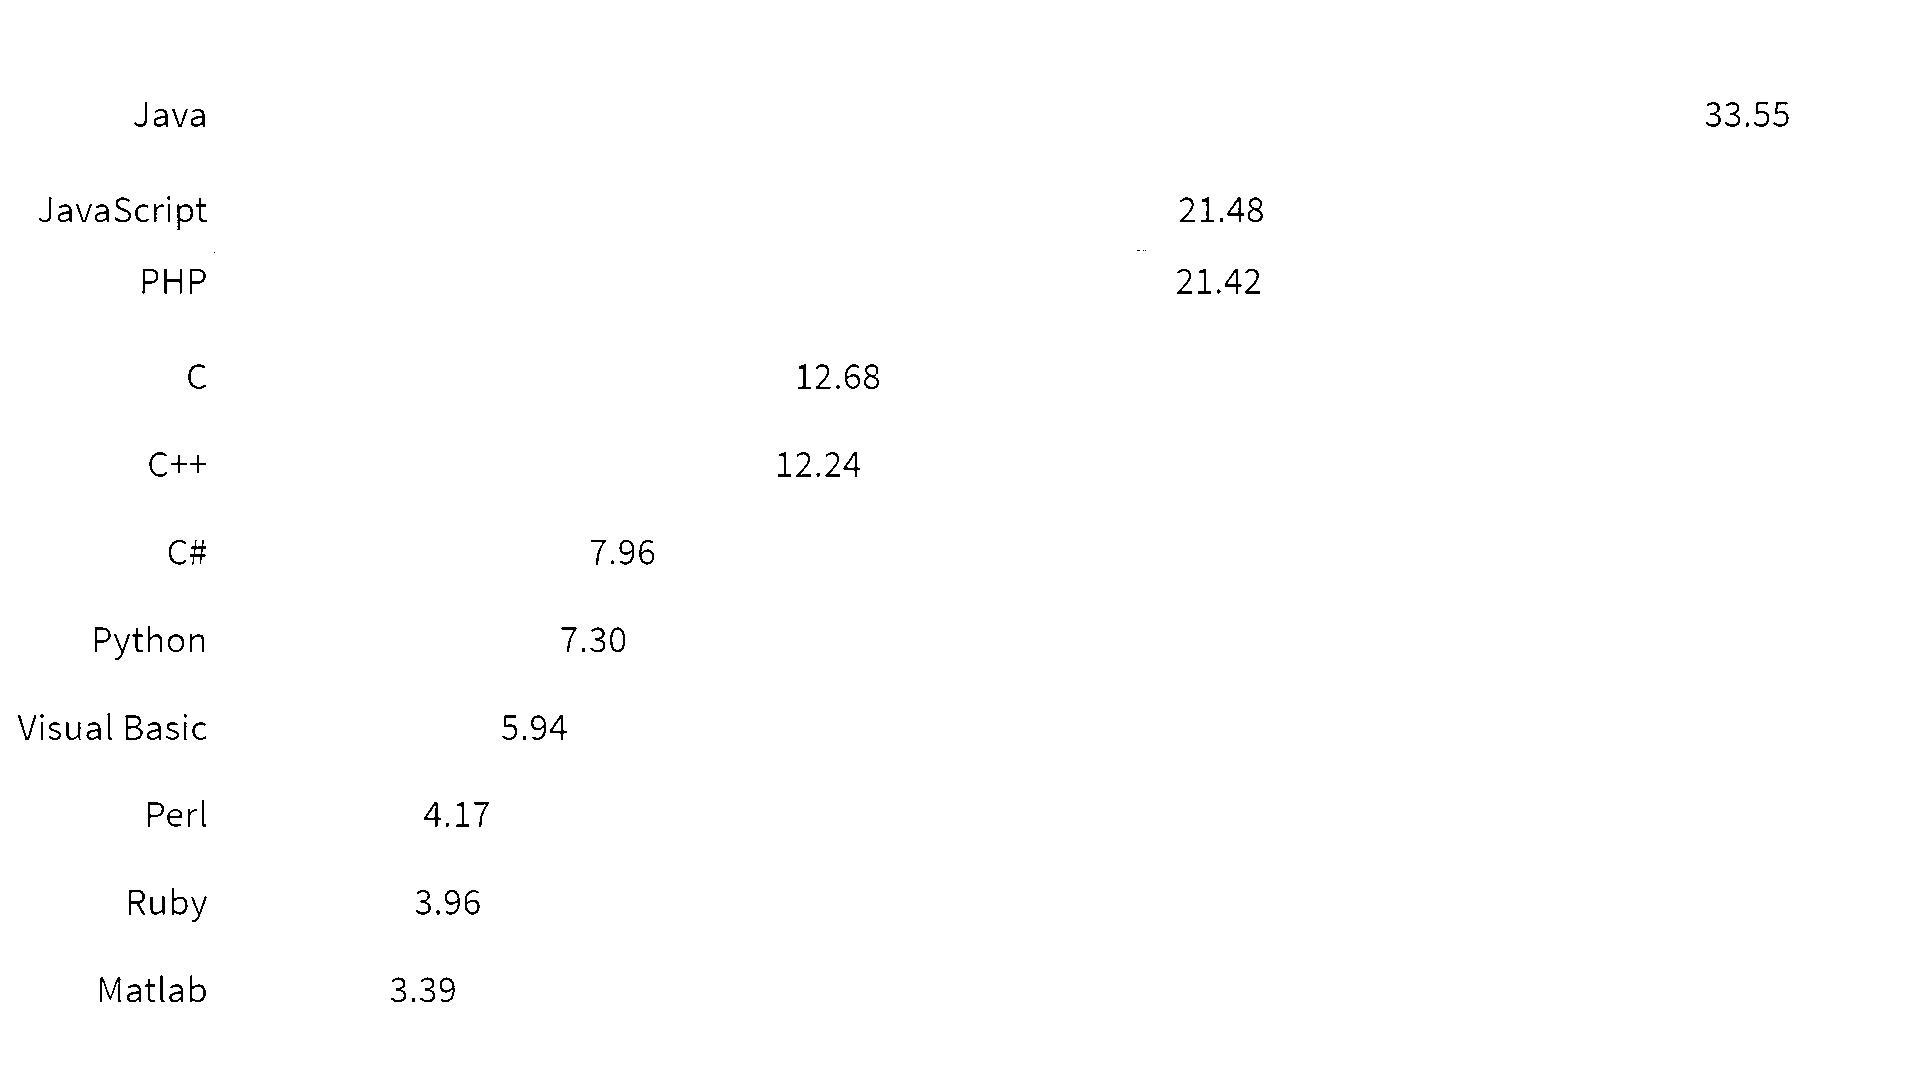 Java 33.55
JavaScript 21.48
PHP 21.42
C 12.68
C++ 12.24
C# 7.96
Python 7.30
Visual Basic 5.94
Perl 4.17
Ruby 3.96
Matlab 3.39